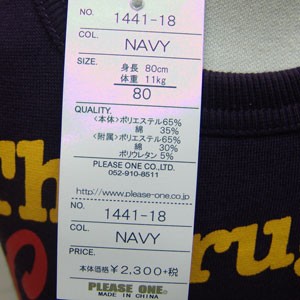 NO. 1441-18
COL. NAVY
SIZE. 身長 80cm
体重 11kg
80
QUALITY.
<本体>ポリエステル65%
綿 35%
<附属>ポリエステル65%
綿 30%
ポリウレタン 5%
PLEASE ONE CO.,LTD.
052-910-8511
http://www.please-one.com
NO. 1441-18
COL. NAVY
PRICE.
本体価格 ¥2,300+税
PLEASE ONE®
MADE IN CHINA